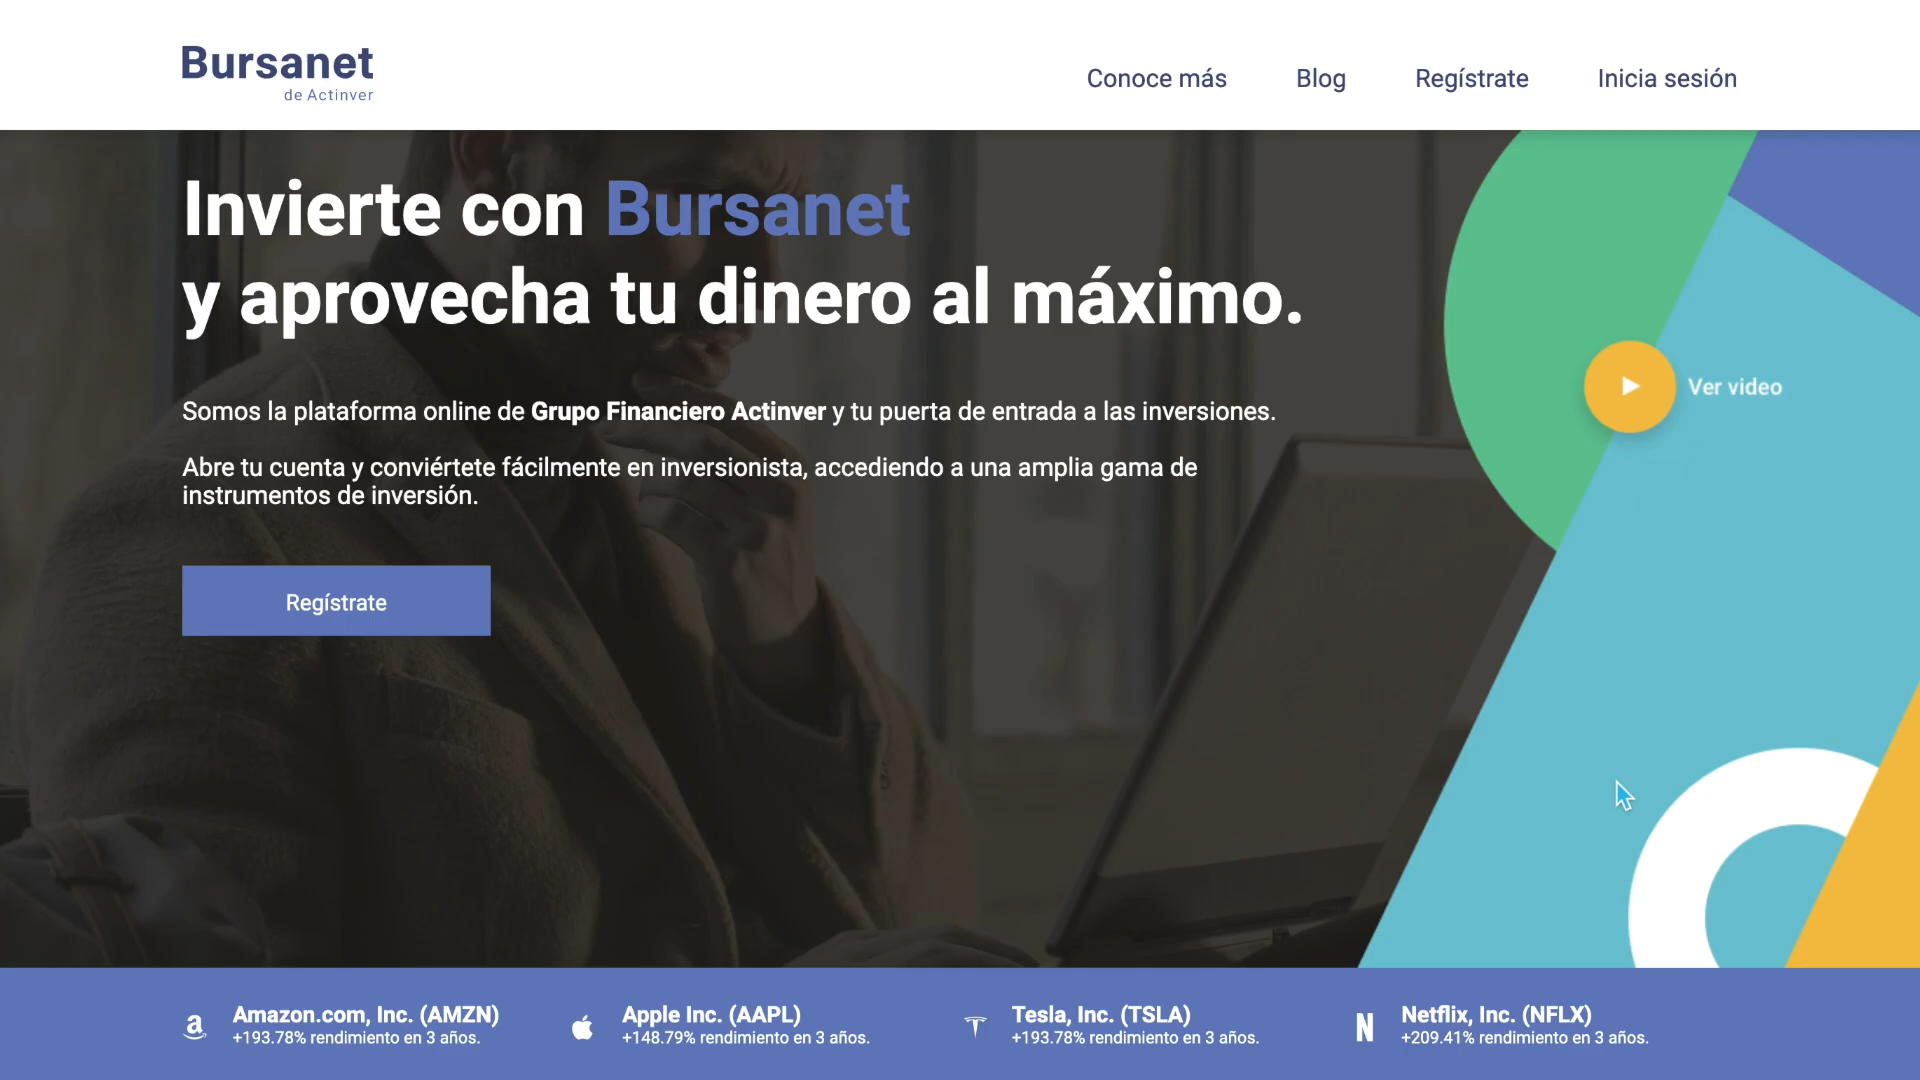 Bursanet
de Actinver
Conoce más
Blog
Regístrate
Inicia sesión
Invierte con Bursanet
y aprovecha tu dinero al máximo.
Somos la plataforma online de Grupo Financiero Actinver y tu puerta de entrada a las inversiones.
Abre tu cuenta y conviértete fácilmente en inversionista, accediendo a una amplia gama de
instrumentos de inversión.
Regístrate
Ver video
Amazon.com, Inc. (AMZN)
+193.78% rendimiento en 3 años.
Apple Inc. (AAPL)
+148.79% rendimiento en 3 años.
Tesla, Inc. (TSLA)
+193.78% rendimiento en 3 años.
Netflix, Inc. (NFLX)
+209.41% rendimiento en 3 años.